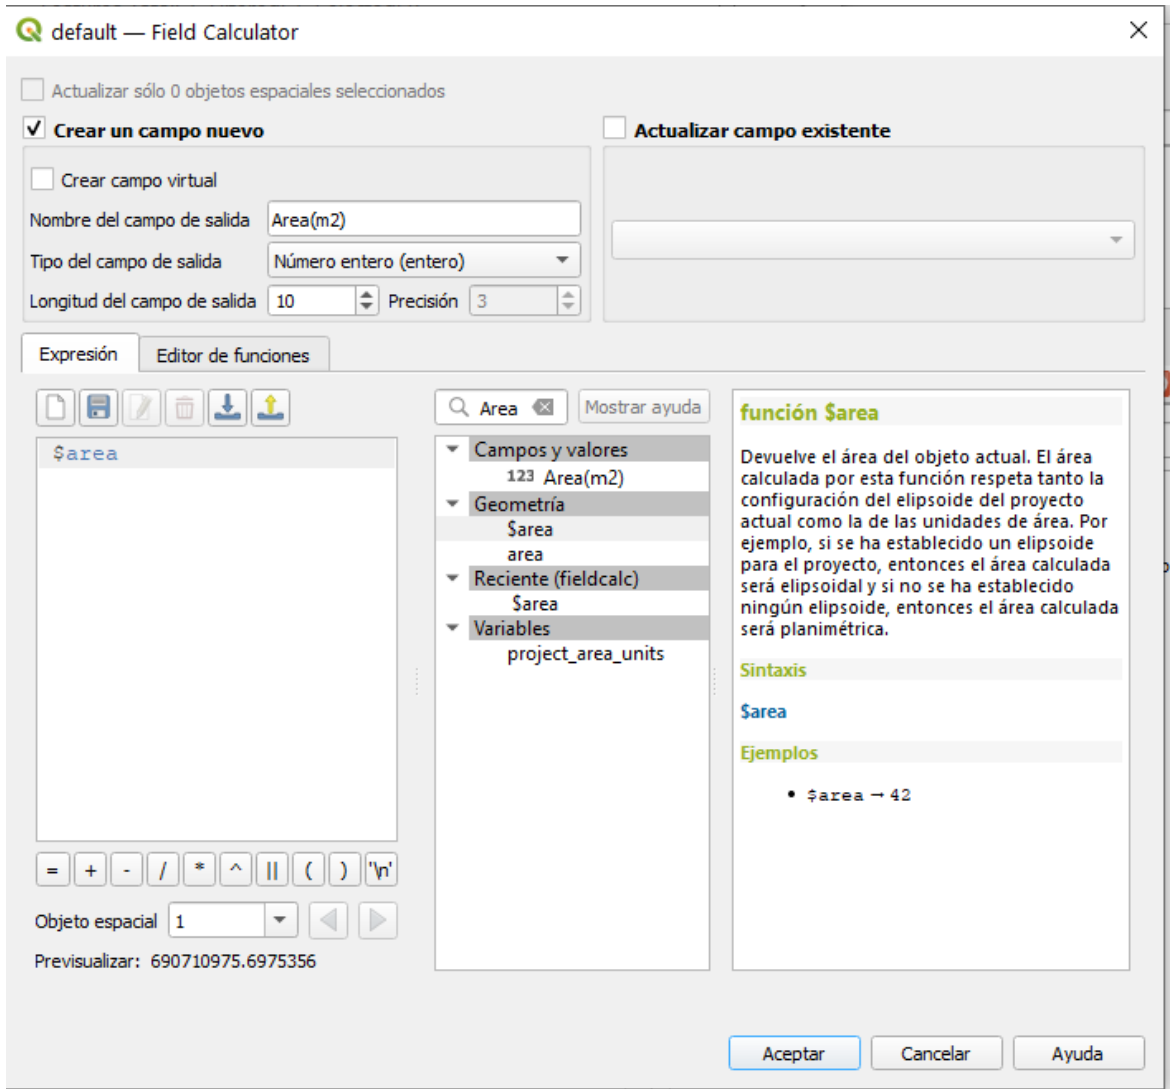 default — Field Calculator
Actualizar sólo 0 objetos espaciales seleccionados
Crear un campo nuevo
Actualizar campo existente
Crear campo virtual
Nombre del campo de salida Area(m2)
Tipo del campo de salida Número entero (entero)
Longitud del campo de salida 10 Precisión 3
Expresión Editor de funciones
$area
= + - / * ^ || ( ) '\n'
Objeto espacial 1
Previsualizar: 690710975.6975356
Area Mostrar ayuda
Campos y valores
123 Area(m2)
Geometría
$area
area
Reciente (fieldcalc)
$area
Variables
project_area_units
función $area
Devuelve el área del objeto actual. El área
calculada por esta función respeta tanto la
configuración del elipsoide del proyecto
actual como la de las unidades de área. Por
ejemplo, si se ha establecido un elipsoide
para el proyecto, entonces el área calculada
será elipsoidal y si no se ha establecido
ningún elipsoide, entonces el área calculada
será planimétrica.
Sintaxis
$area
Ejemplos
• $area → 42
Aceptar Cancelar Ayuda